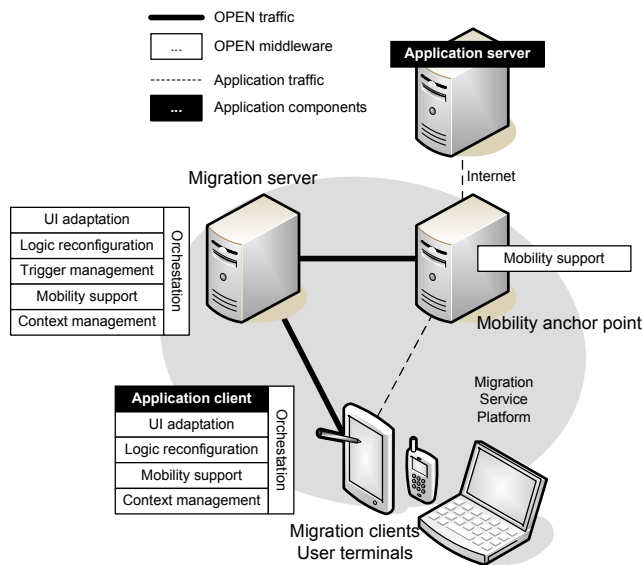 OPEN traffic
... OPEN middleware
Application traffic
... Application components
Application server
Internet
Migration server
UI adaptation
Logic reconfiguration
Trigger management
Mobility support
Context management
Orchestation
Mobility support
Mobility anchor point
Migration
Service
Platform
Application client
UI adaptation
Logic reconfiguration
Mobility support
Context management
Orchestation
Migration clients
User terminals